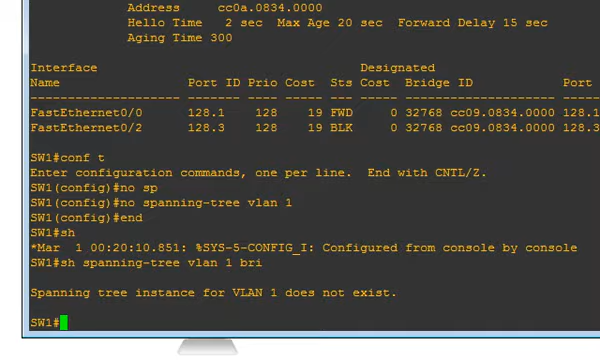 Address     cc0a.0834.0000
Hello Time   2 sec  Max Age 20 sec  Forward Delay 15 sec
Aging Time 300
Interface                                   Designated
Name                 Port ID Prio Cost  Sts Cost  Bridge ID            Port
-------------------- ------- ---- ----- --- ----- -------------------- -----
FastEthernet0/0      128.1    128    19 FWD     0 32768 cc09.0834.0000 128.1
FastEthernet0/2      128.3    128    19 BLK     0 32768 cc09.0834.0000 128.3
SW1#conf t
Enter configuration commands, one per line.  End with CNTL/Z.
SW1(config)#no sp
SW1(config)#no spanning-tree vlan 1
SW1(config)#end
SW1#sh
*Mar  1 00:20:10.851: %SYS-5-CONFIG_I: Configured from console by console
SW1#sh spanning-tree vlan 1 bri
Spanning tree instance for VLAN 1 does not exist.
SW1#